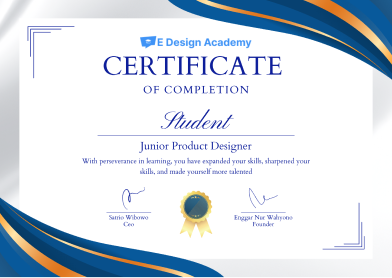 E Design Academy
CERTIFICATE
OF COMPLETION
Student
Junior Product Designer
With perseverance in learning, you have expanded your skills, sharpened your
skills, and made yourself more talented
Satrio Wibowo
Ceo
Enggar Nur Wahyono
Founder